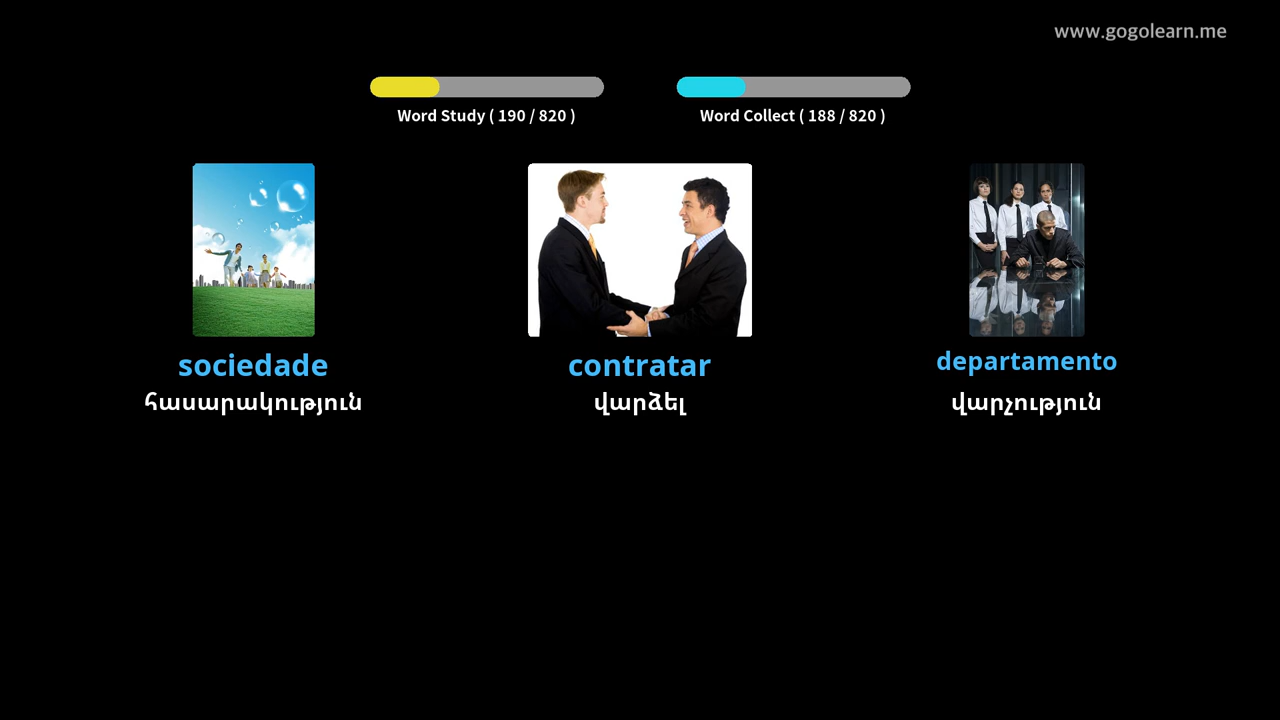 www.gogolearn.me
Word Study ( 190 / 820 )
Word Collect ( 188 / 820 )
sociedade
contratar
departamento
հասարակություն
վարձել
վարչություն